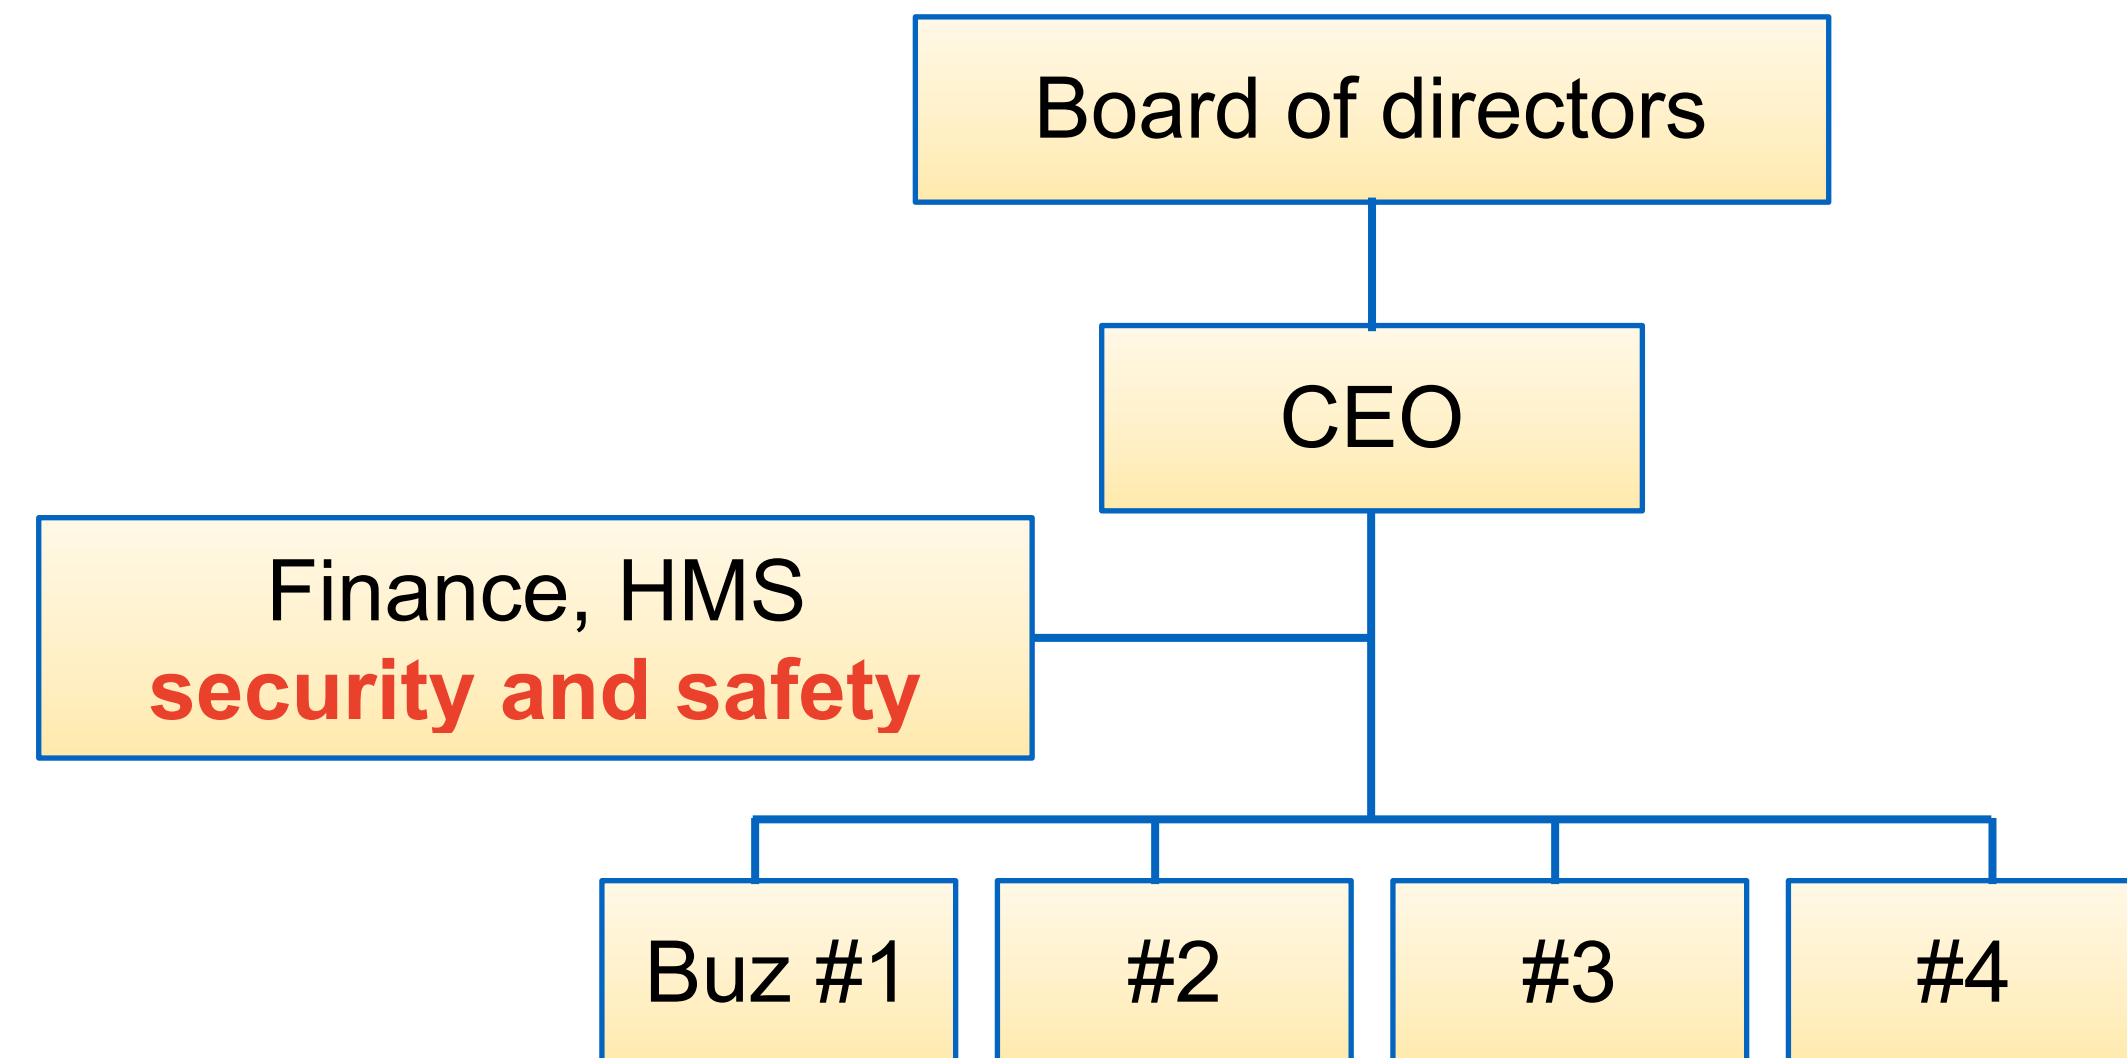 Board of directors
CEO
Finance, HMS
security and safety
Buz #1
#2
#3
#4